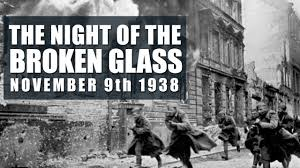 THE NIGHT OF THE
BROKEN GLASS
NOVEMBER 9th 1938